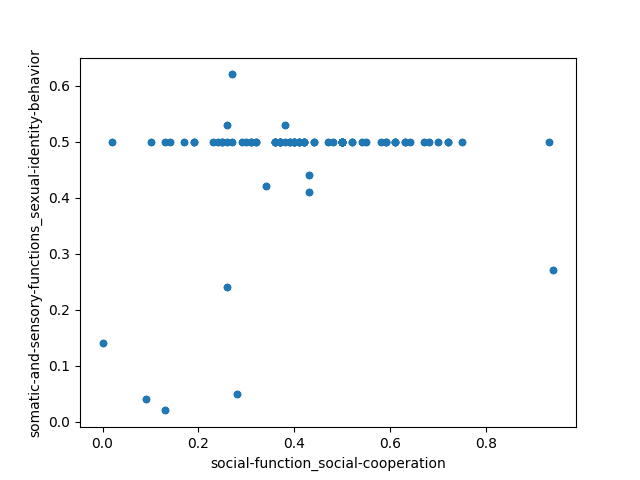 somatic-and-sensory-functions_sexual-identity-behavior
0.6
0.5
0.4
0.3
0.2
0.1
0.0
0.0 0.2 0.4 0.6 0.8
social-function_social-cooperation